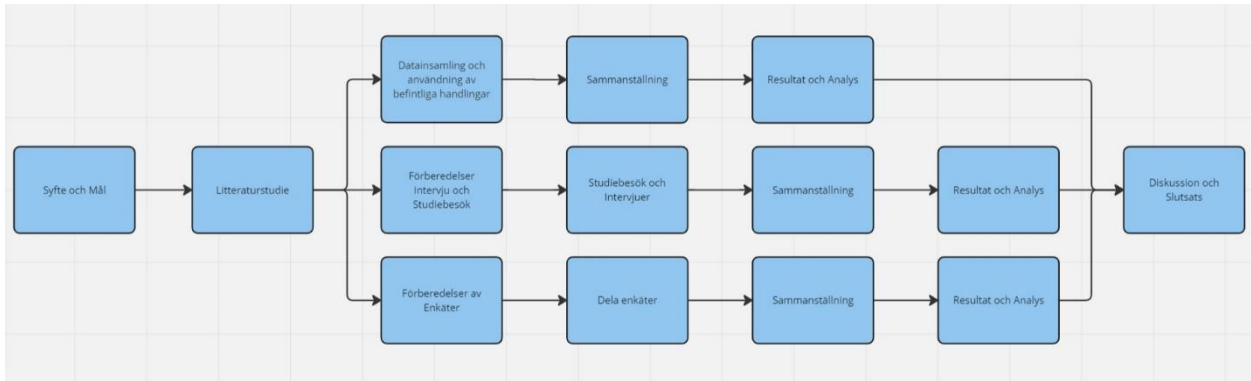 Datainsamling och
användning av
befintliga handlingar
Sammanställning
Resultat och Analys
Syfte och Mål
Litteraturstudie
Förberedelser
Intervju och
Studiebesök
Studiebesök och
Intervjuer
Sammanställning
Resultat och Analys
Diskussion och
Slutsats
Förberedelser av
Enkäter
Dela enkäter
Sammanställning
Resultat och Analys